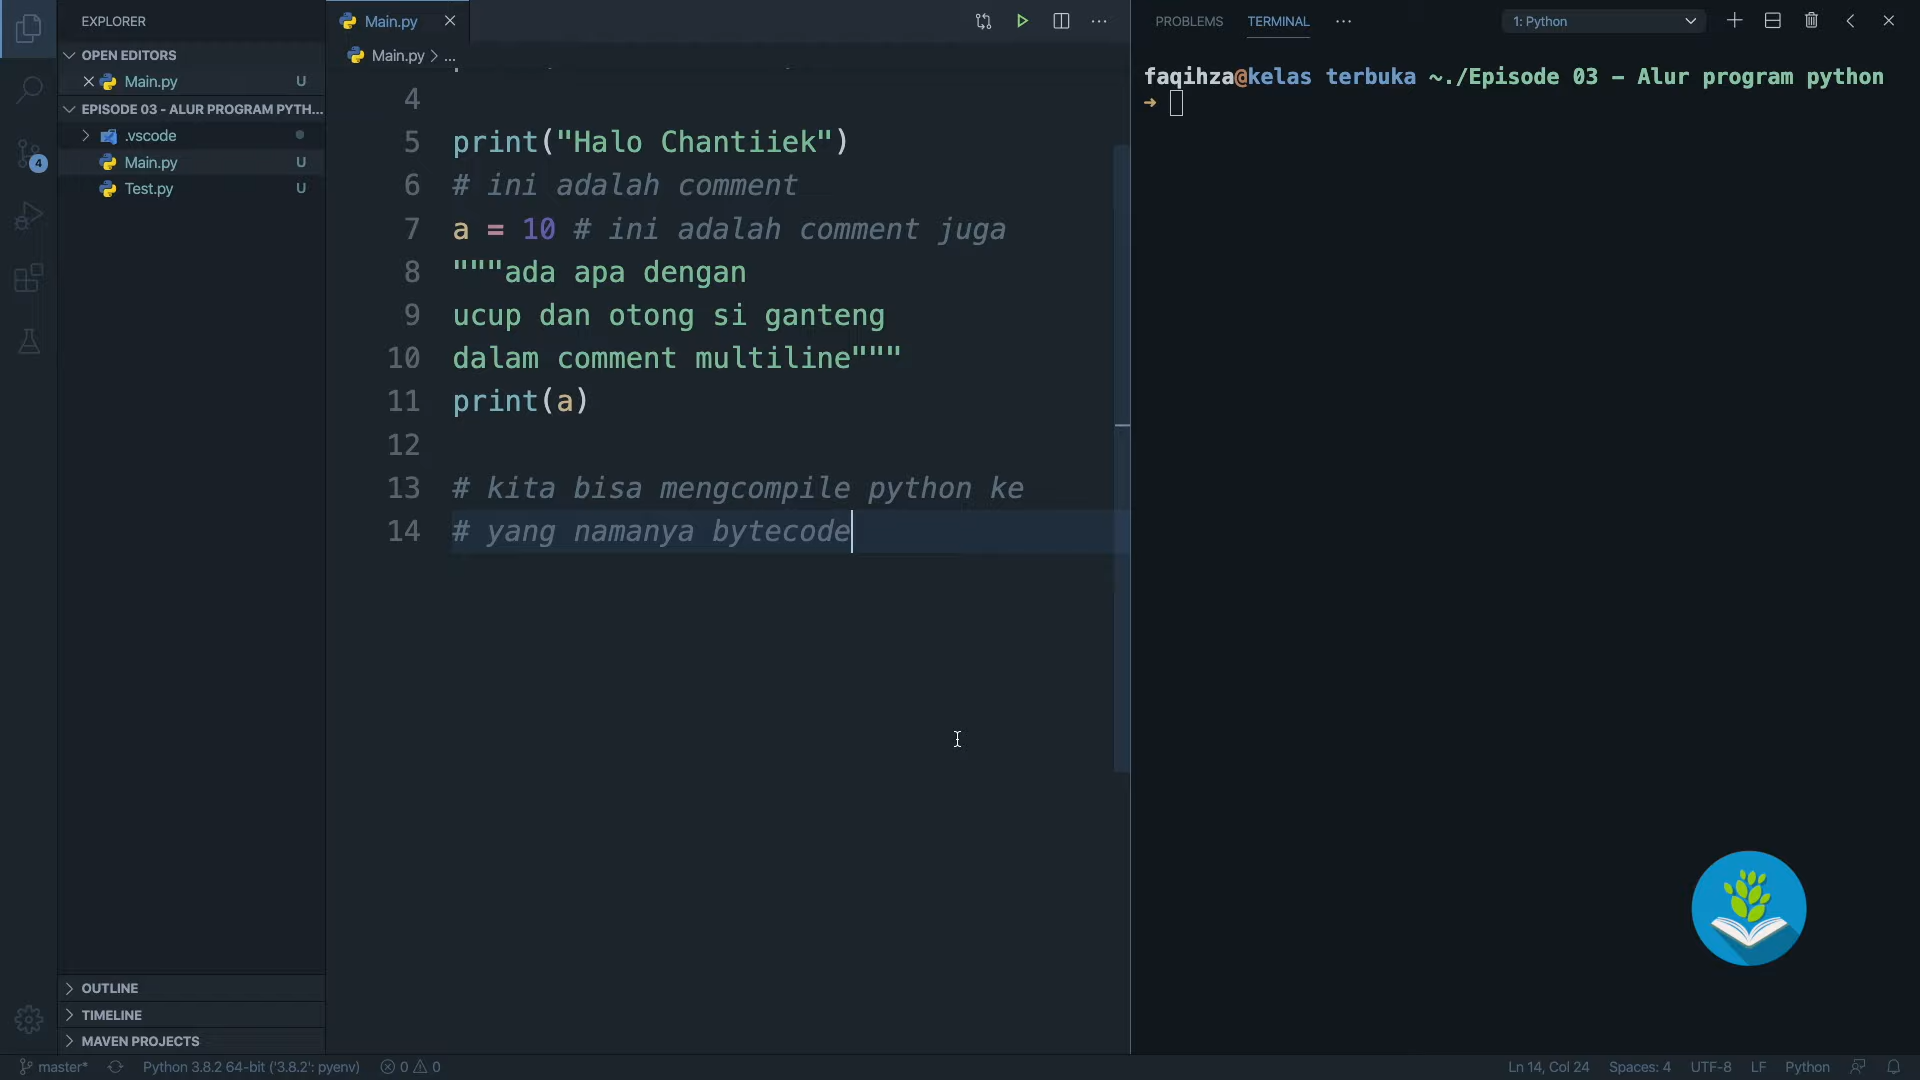 EXPLORER
OPEN EDITORS
Main.py U
EPISODE 03 - ALUR PROGRAM PYTH...
.vscode
Main.py U
Test.py U
4
OUTLINE
TIMELINE
MAVEN PROJECTS
Main.py
Main.py > ...
4
5 print("Halo Chantiiek")
6 # ini adalah comment
7 a = 10 # ini adalah comment juga
8 """ada apa dengan
9 ucup dan otong si ganteng
10 dalam comment multiline"""
11 print(a)
12
13 # kita bisa mengcompile python ke
14 # yang namanya bytecode
PROBLEMS TERMINAL ... 1: Python
faqihza@kelas terbuka ~./Episode 03 – Alur program python
➜
master* Python 3.8.2 64-bit ('3.8.2': pyenv) 0 0 Ln 14, Col 24 Spaces: 4 UTF-8 LF Python